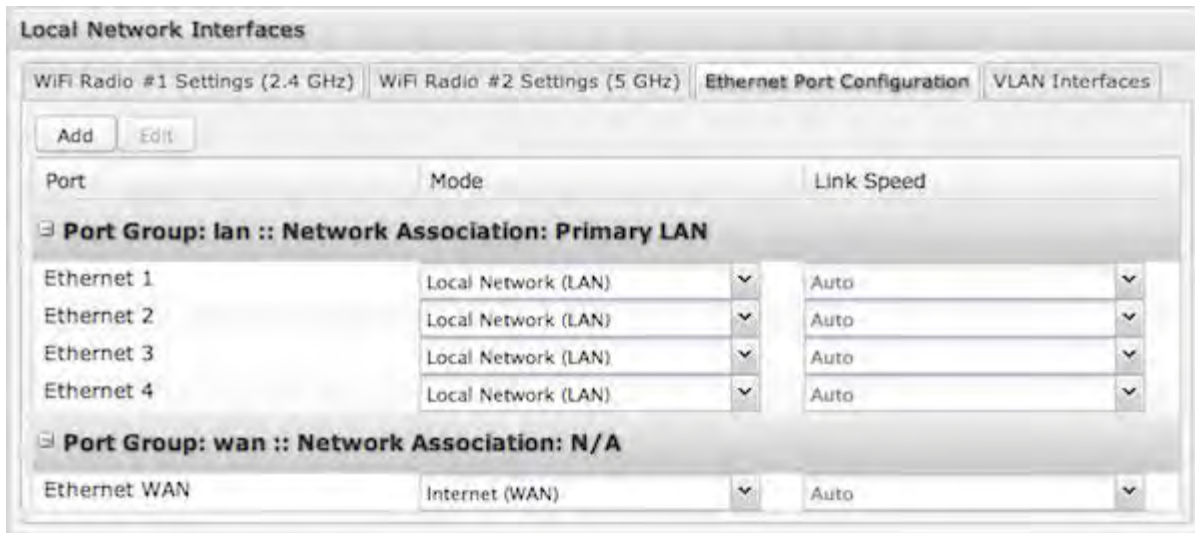 Local Network Interfaces
WiFi Radio #1 Settings (2.4 GHz) WiFi Radio #2 Settings (5 GHz) Ethernet Port Configuration VLAN Interfaces
Add Edit
Port Mode Link Speed
Port Group: lan :: Network Association: Primary LAN
Ethernet 1 Local Network (LAN) Auto
Ethernet 2 Local Network (LAN) Auto
Ethernet 3 Local Network (LAN) Auto
Ethernet 4 Local Network (LAN) Auto
Port Group: wan :: Network Association: N/A
Ethernet WAN Internet (WAN) Auto